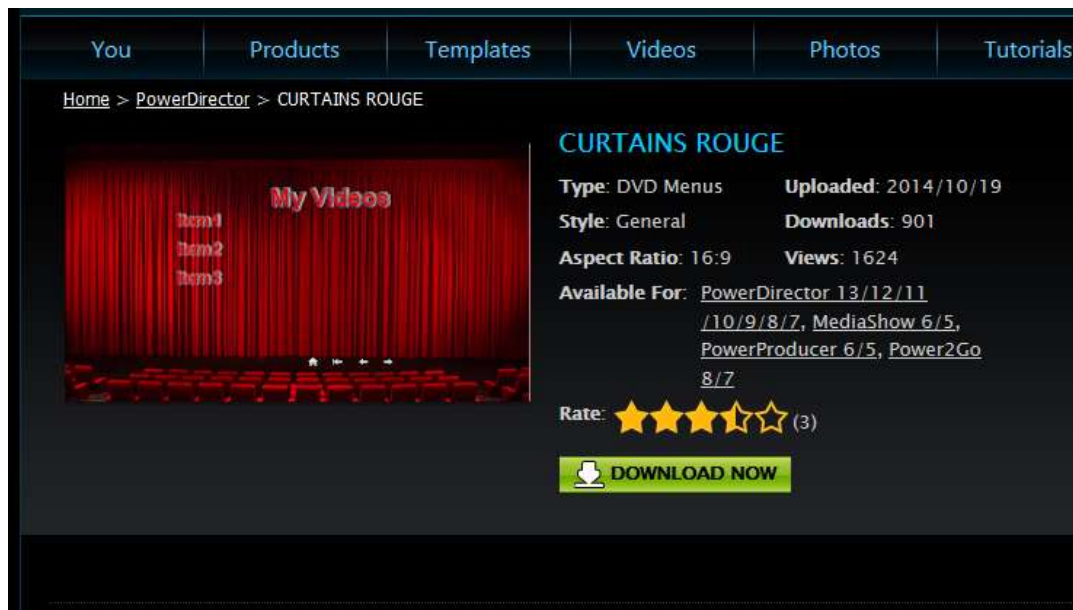 You Products Templates Videos Photos Tutorials
Home > PowerDirector > CURTAINS ROUGE
My Videos
Item1
Item2
Item3
CURTAINS ROUGE
Type: DVD Menus Uploaded: 2014/10/19
Style: General Downloads: 901
Aspect Ratio: 16:9 Views: 1624
Available For: PowerDirector 13/12/11
/10/9/8/7, MediaShow 6/5,
PowerProducer 6/5, Power2Go
8/7
Rate: (3)
DOWNLOAD NOW